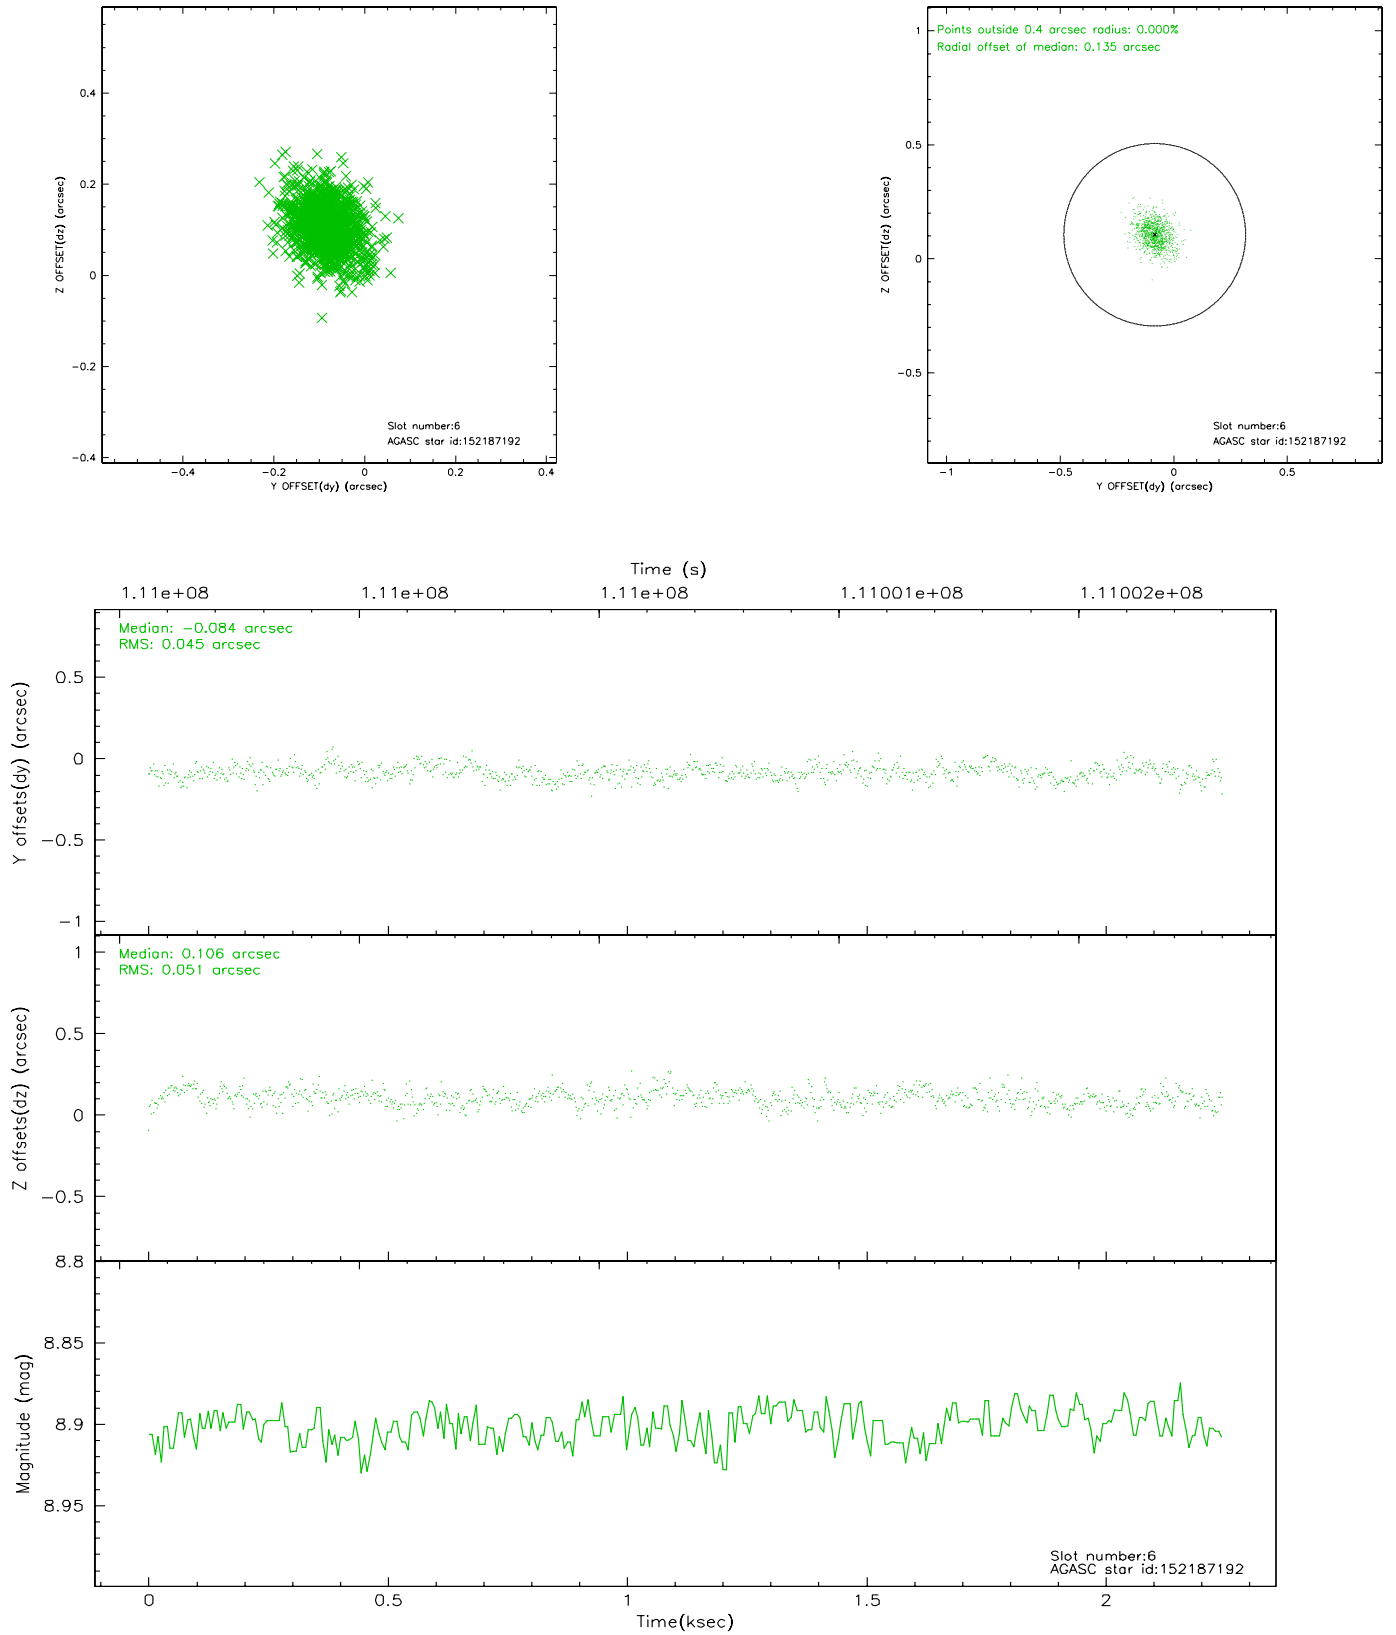 0.4
0.2
0
−0.2
−0.4
Z OFFSET(dz) (arcsec)
Slot number:6
AGASC star id:152187192
−0.4 −0.2 0 0.2 0.4
Y OFFSET(dy) (arcsec)
Points outside 0.4 arcsec radius: 0.000%
Radial offset of median: 0.135 arcsec
1
0.5
0
−0.5
Z OFFSET(dz) (arcsec)
Slot number:6
AGASC star id:152187192
−1 −0.5 0 0.5
Y OFFSET(dy) (arcsec)
Time (s)
1.11e+08 1.11e+08 1.11e+08 1.11001e+08 1.11002e+08
Median: −0.084 arcsec
RMS: 0.045 arcsec
0.5
0
−0.5
−1
Y offsets(dy) (arcsec)
Median: 0.106 arcsec
RMS: 0.051 arcsec
1
0.5
0
−0.5
Z offsets(dz) (arcsec)
8.8
8.85
8.9
8.95
Magnitude (mag)
Slot number:6
AGASC star id:152187192
0 0.5 1 1.5 2
Time(ksec)